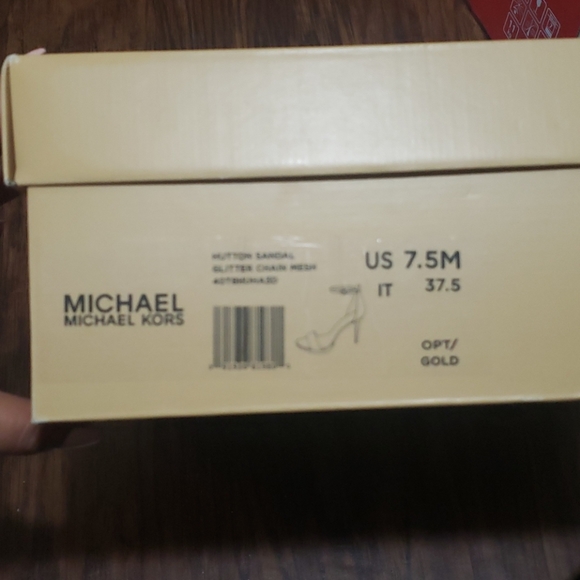 HUTTON SANDAL
GLITTER CHAIN MESH
MICHAEL
MICHAEL KORS
US 7.5M
IT 37.5
OPT/
GOLD